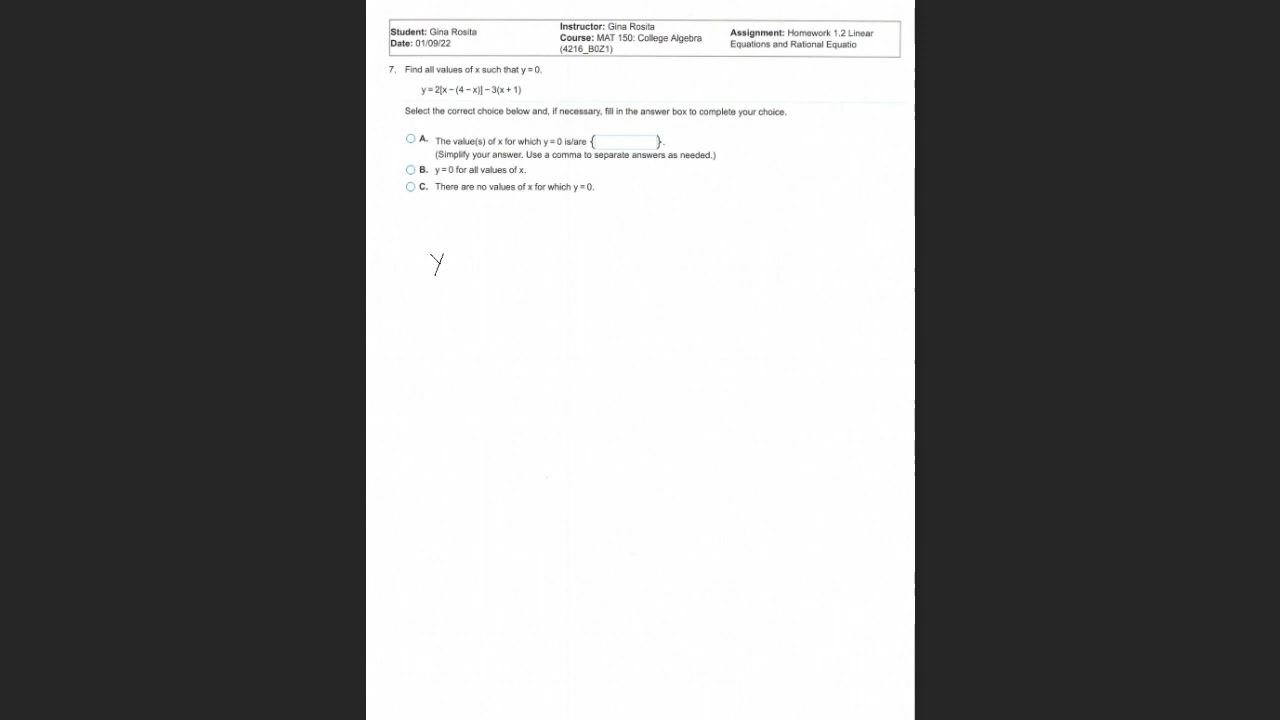 Student: Gina Rosita
Date: 01/09/22
Instructor: Gina Rosita
Course: MAT 150: College Algebra
(4216_B0Z1)
Assignment: Homework 1.2 Linear
Equations and Rational Equatio
7. Find all values of x such that y = 0.
y = 2[x − (4 − x)] − 3(x + 1)
Select the correct choice below and, if necessary, fill in the answer box to complete your choice.
A. The value(s) of x for which y = 0 is/are { }.
(Simplify your answer. Use a comma to separate answers as needed.)
B. y = 0 for all values of x.
C. There are no values of x for which y = 0.
y